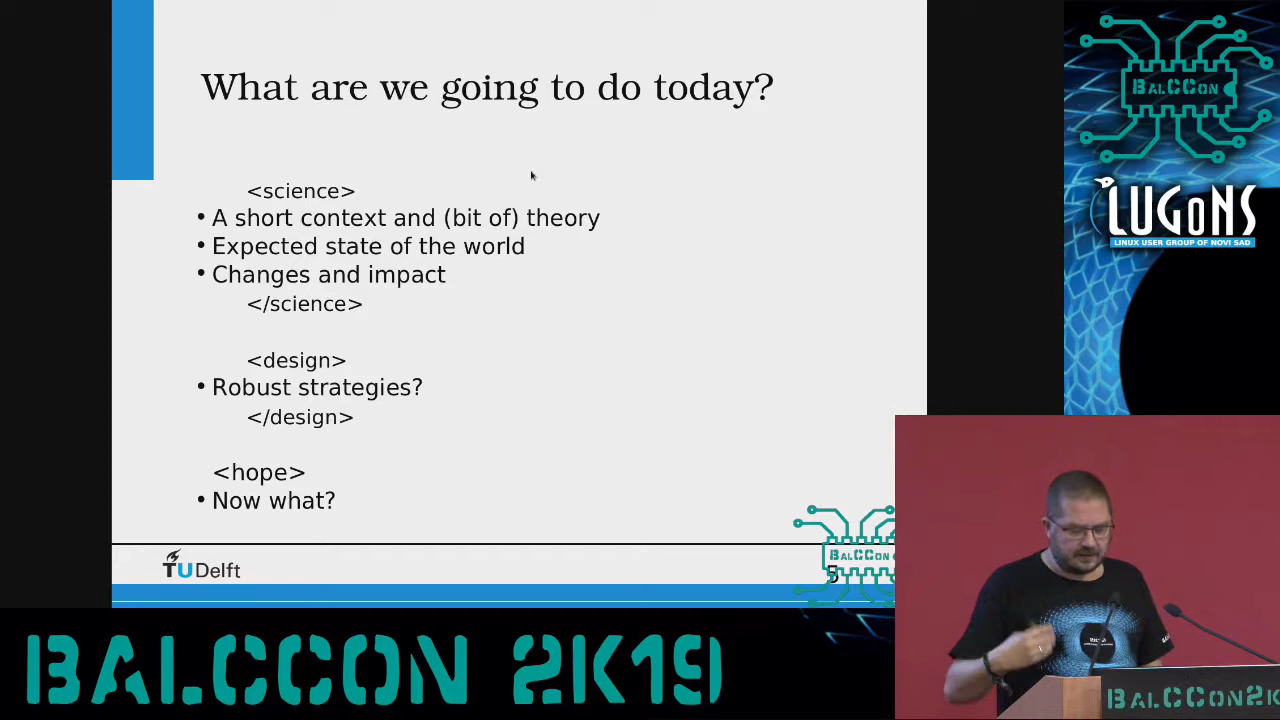 What are we going to do today?
<science>
• A short context and (bit of) theory
• Expected state of the world
• Changes and impact
</science>
<design>
• Robust strategies?
</design>
<hope>
• Now what?
TUDelft
5
BALCCON
BALCCON
LUGONS
LINUX USER GROUP OF NOVI SAD
BALCCON 2K19
BALCCON2K